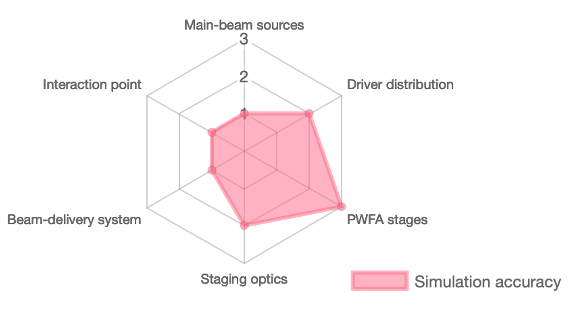 Main-beam sources
3
Interaction point
Driver distribution
2
1
Beam-delivery system
PWFA stages
Staging optics
Simulation accuracy